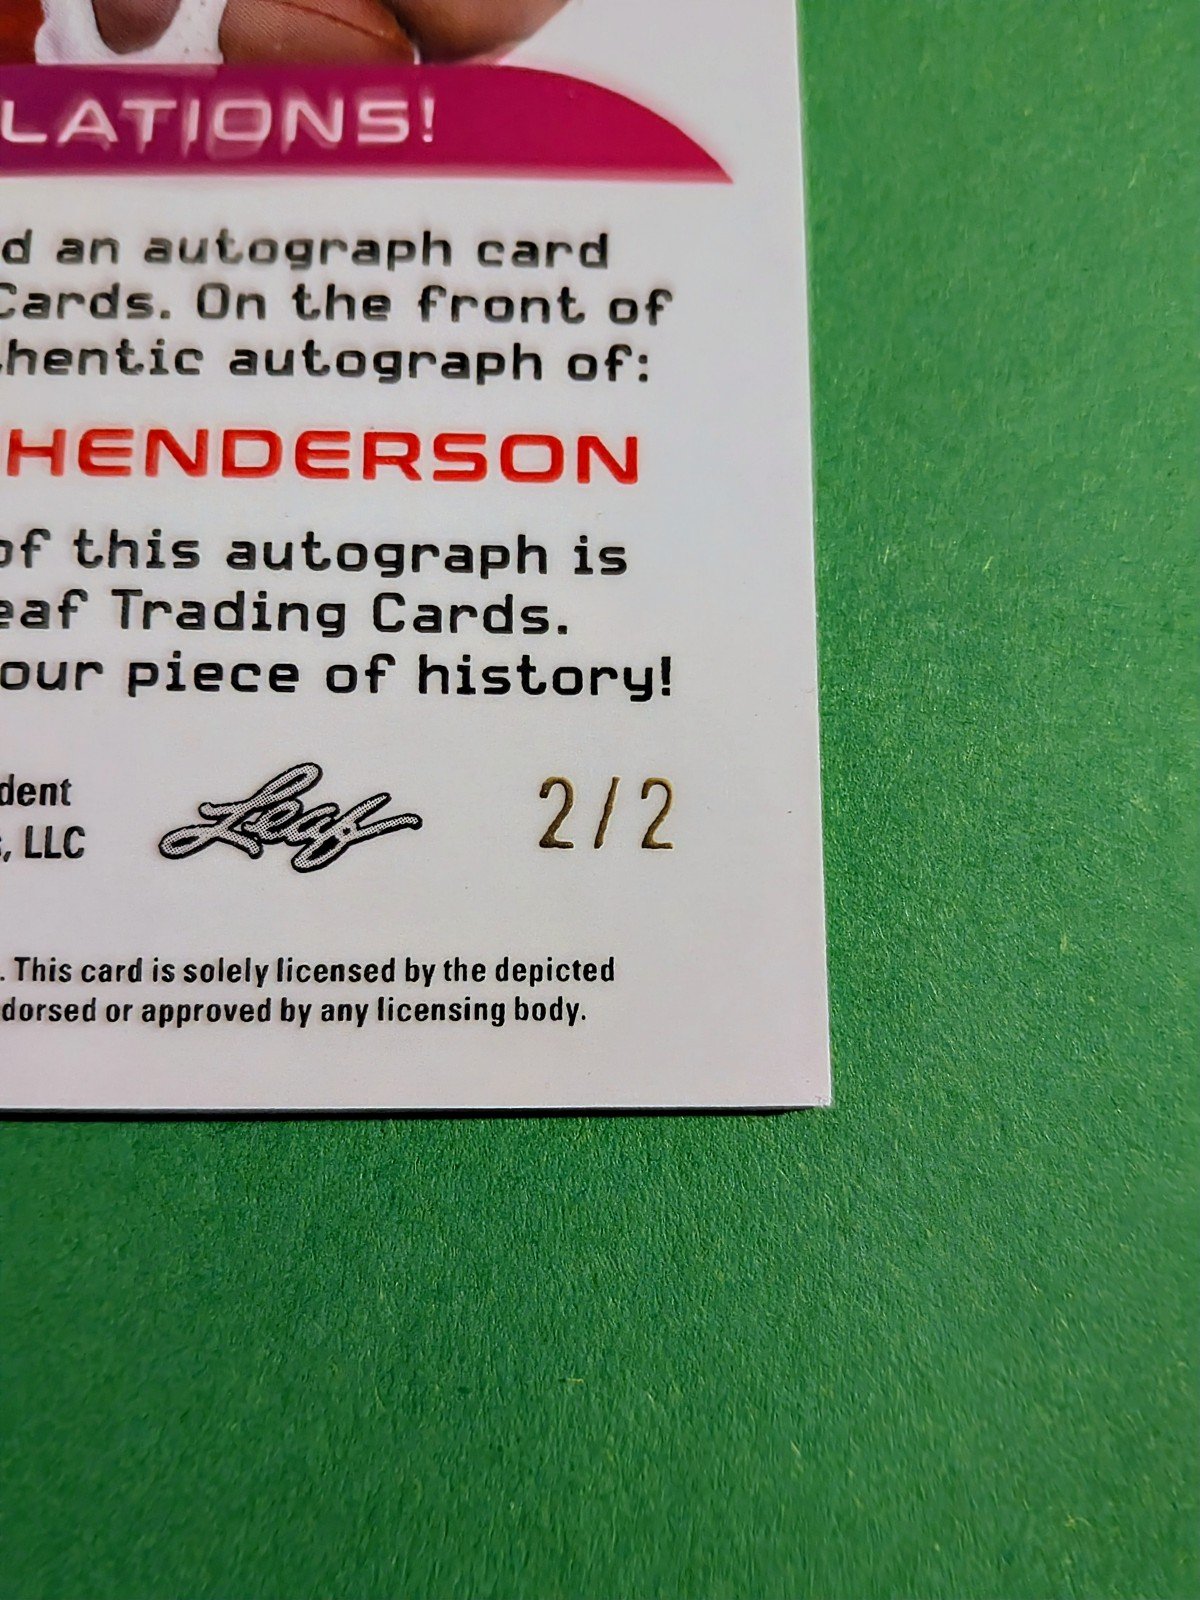 LATIONS!
d an autograph card
Cards. On the front of
hentic autograph of:
HENDERSON
of this autograph is
eaf Trading Cards.
our piece of history!
dent
, LLC
Leaf
2/2
. This card is solely licensed by the depicted
dorsed or approved by any licensing body.